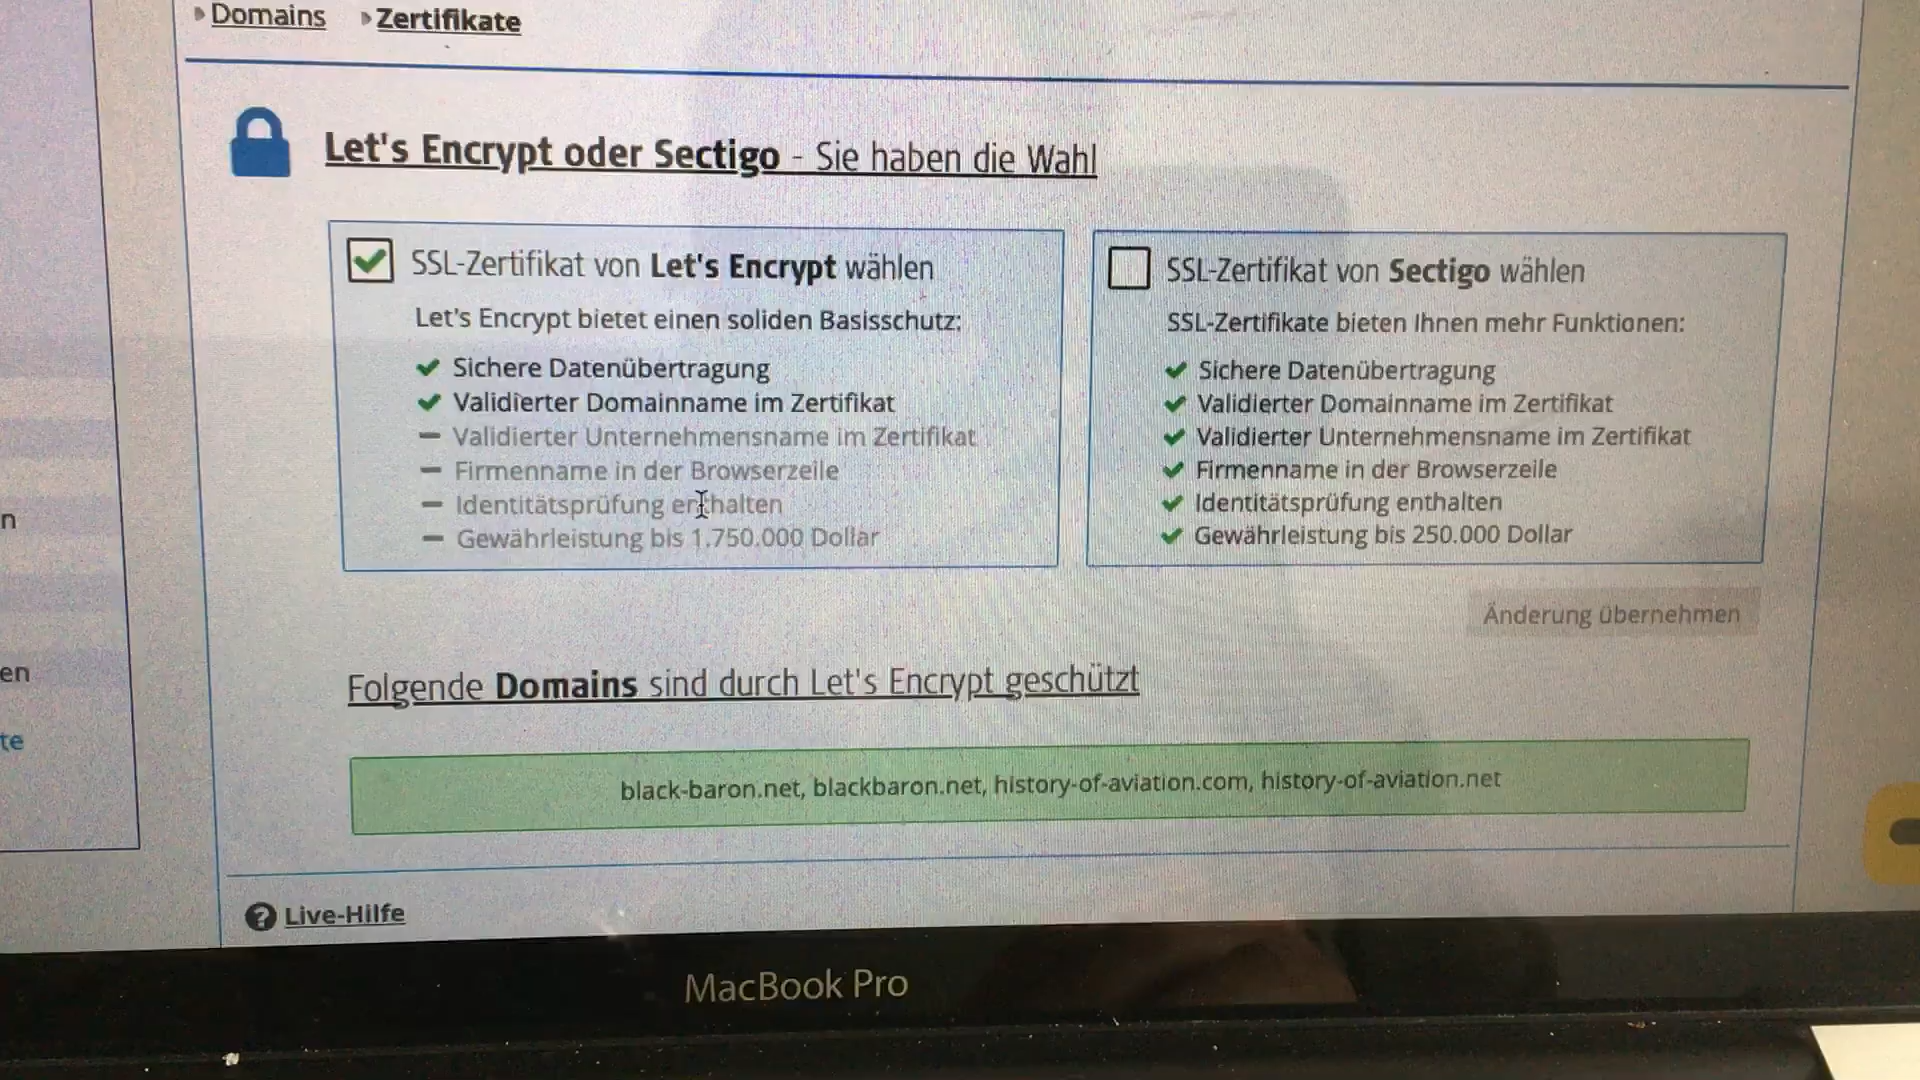 Domains Zertifikate
Let's Encrypt oder Sectigo - Sie haben die Wahl
SSL-Zertifikat von Let's Encrypt wählen
Let's Encrypt bietet einen soliden Basisschutz:
Sichere Datenübertragung
Validierter Domainname im Zertifikat
Validierter Unternehmensname im Zertifikat
Firmenname in der Browserzeile
Identitätsprüfung enthalten
Gewährleistung bis 1.750.000 Dollar
SSL-Zertifikat von Sectigo wählen
SSL-Zertifikate bieten Ihnen mehr Funktionen:
Sichere Datenübertragung
Validierter Domainname im Zertifikat
Validierter Unternehmensname im Zertifikat
Firmenname in der Browserzeile
Identitätsprüfung enthalten
Gewährleistung bis 250.000 Dollar
Änderung übernehmen
Folgende Domains sind durch Let's Encrypt geschützt
black-baron.net, blackbaron.net, history-of-aviation.com, history-of-aviation.net
Live-Hilfe
n
en
te
MacBook Pro